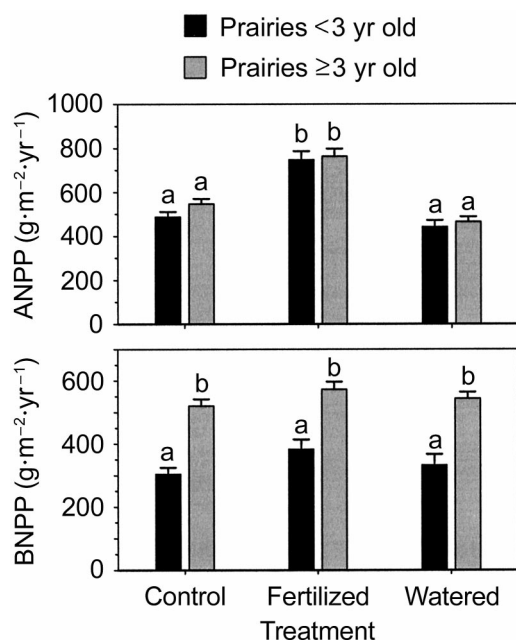 Prairies <3 yr old
Prairies ≥3 yr old
ANPP (g·m⁻²·yr⁻¹)
1000
800
600
400
200
0
a a b b a a
BNPP (g·m⁻²·yr⁻¹)
600
400
200
0
a b a b a b
Control Fertilized Watered
Treatment